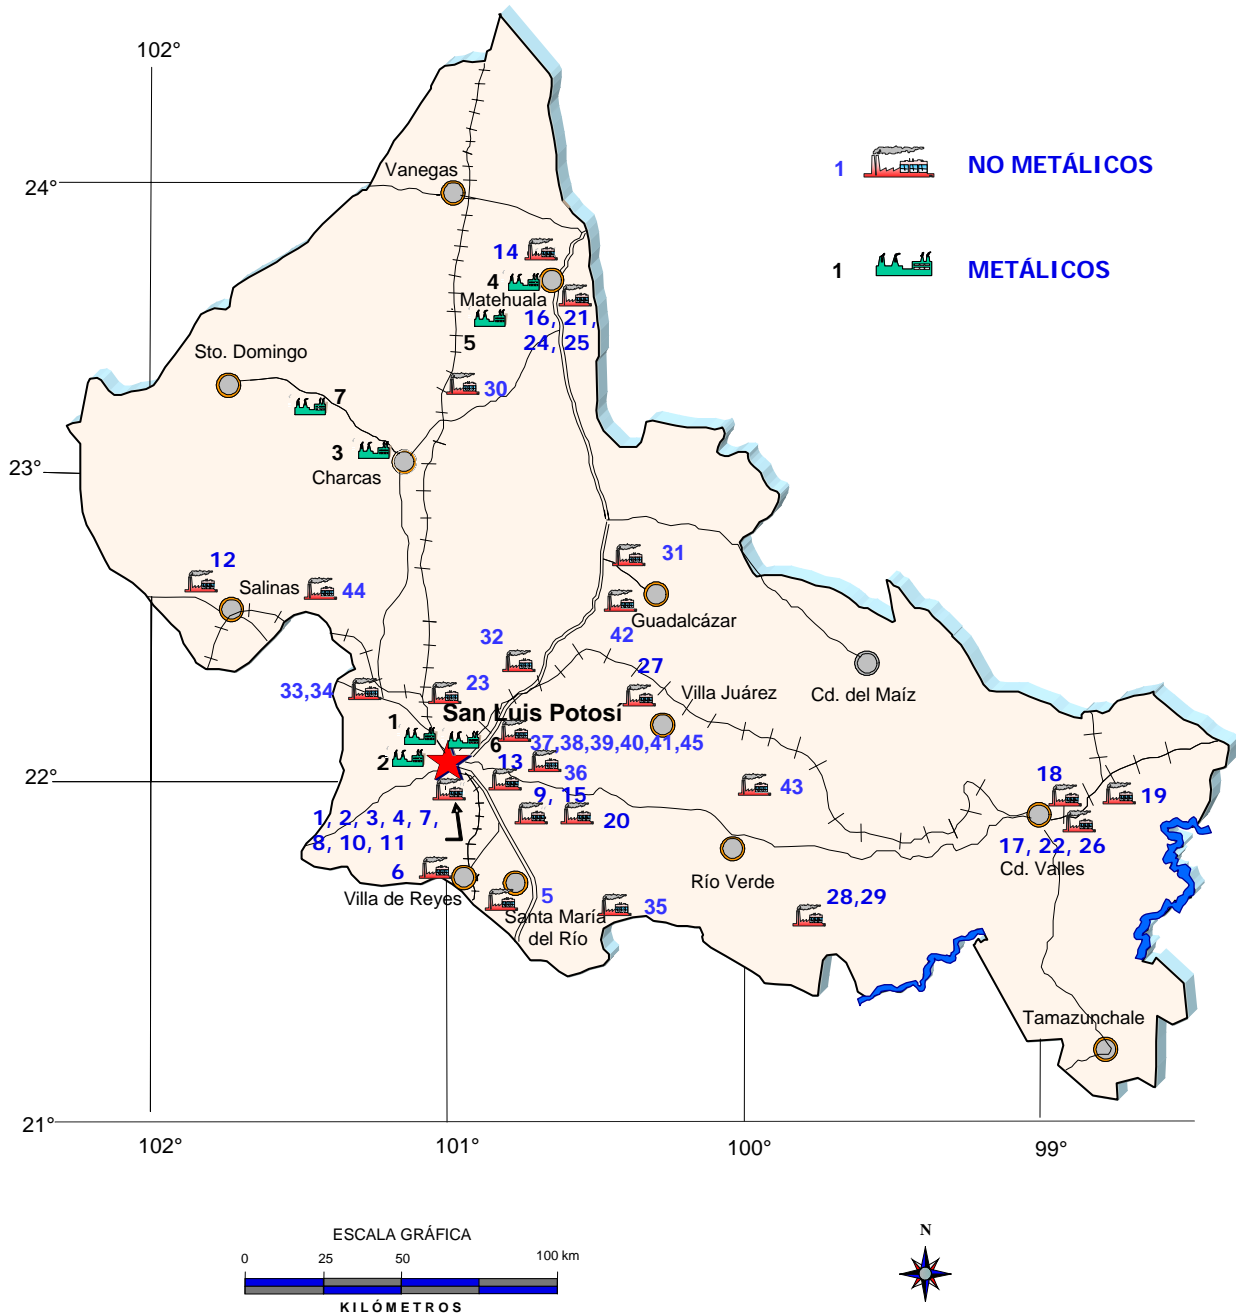 102°
Vanegas
24°
1 NO METÁLICOS
14
4
1 METÁLICOS
Matehuala
16, 21,
24, 25
5
Sto. Domingo
30
7
3
23°
Charcas
31
12
Salinas
44
Guadalcázar
32
42
27
33,34
23
Villa Juárez
Cd. del Maíz
San Luis Potosí
1
6
37,38,39,40,41,45
2
13
36
22°
43
18
9, 15
19
1, 2, 3, 4, 7,
8, 10, 11
20
17, 22, 26
6
Río Verde
Cd. Valles
Villa de Reyes
5
35
28,29
Santa María
del Río
Tamazunchale
21°
102°
101°
100°
99°
ESCALA GRÁFICA
0 25 50 100 km
KILÓMETROS
N